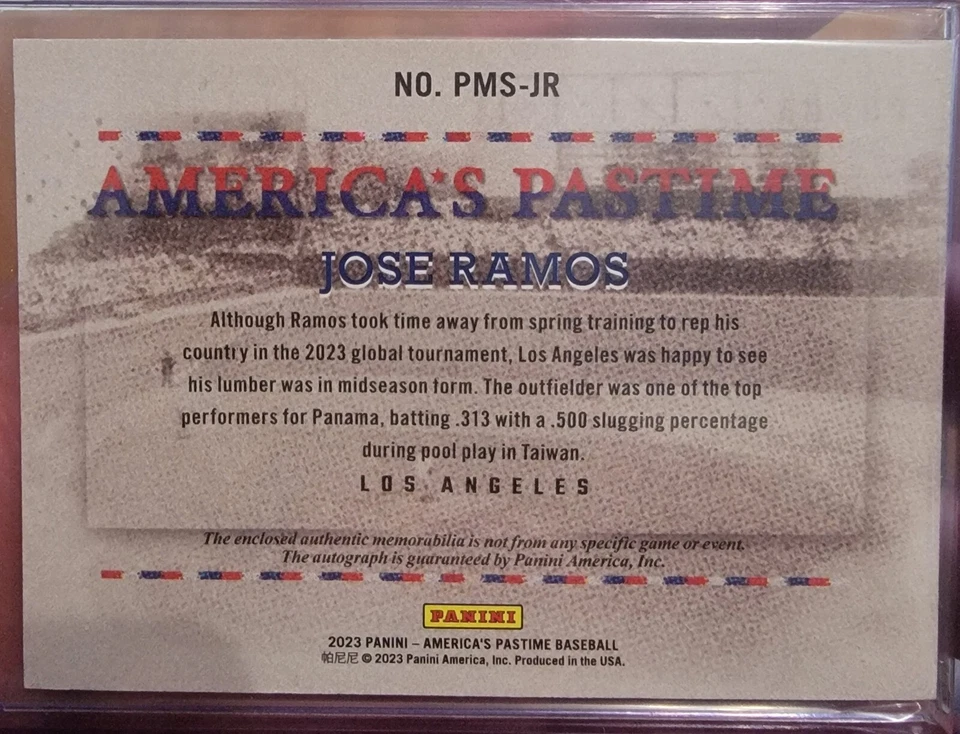 NO. PMS-JR
AMERICA'S PASTIME
JOSE RAMOS
Although Ramos took time away from spring training to rep his
country in the 2023 global tournament, Los Angeles was happy to see
his lumber was in midseason form. The outfielder was one of the top
performers for Panama, batting .313 with a .500 slugging percentage
during pool play in Taiwan.
LOS ANGELES
The enclosed authentic memorabilia is not from any specific game or event.
The autograph is guaranteed by Panini America, Inc.
PANINI
2023 PANINI – AMERICA'S PASTIME BASEBALL
帕尼尼 © 2023 Panini America, Inc. Produced in the USA.